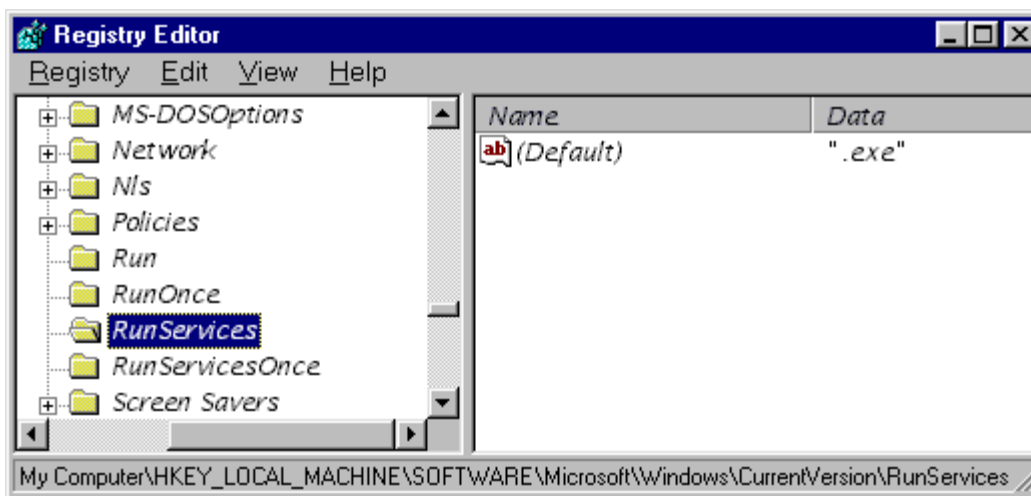 Registry Editor
Registry Edit View Help
MS-DOSOptions
Network
Nls
Policies
Run
RunOnce
RunServices
RunServicesOnce
Screen Savers
Name Data
ab (Default) ".exe"
My Computer\HKEY_LOCAL_MACHINE\SOFTWARE\Microsoft\Windows\CurrentVersion\RunServices